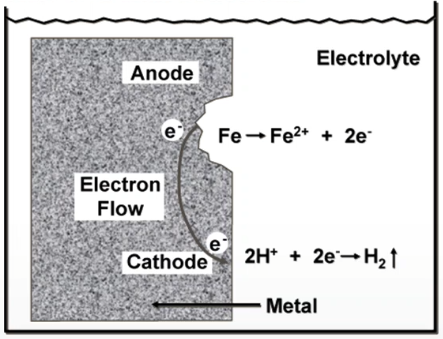 Electrolyte
Anode
e⁻
Fe → Fe²⁺ + 2e⁻
Electron
Flow
e⁻
Cathode
2H⁺ + 2e⁻ → H₂ ↑
Metal